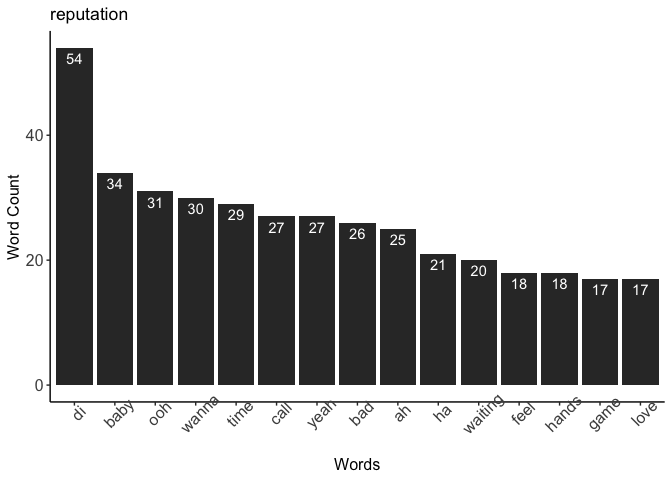 reputation
Word Count
40
20
0
54
34
31
30
29
27
27
26
25
21
20
18
18
17
17
di
baby
ooh
wanna
time
call
yeah
bad
ah
ha
waiting
feel
hands
game
love
Words